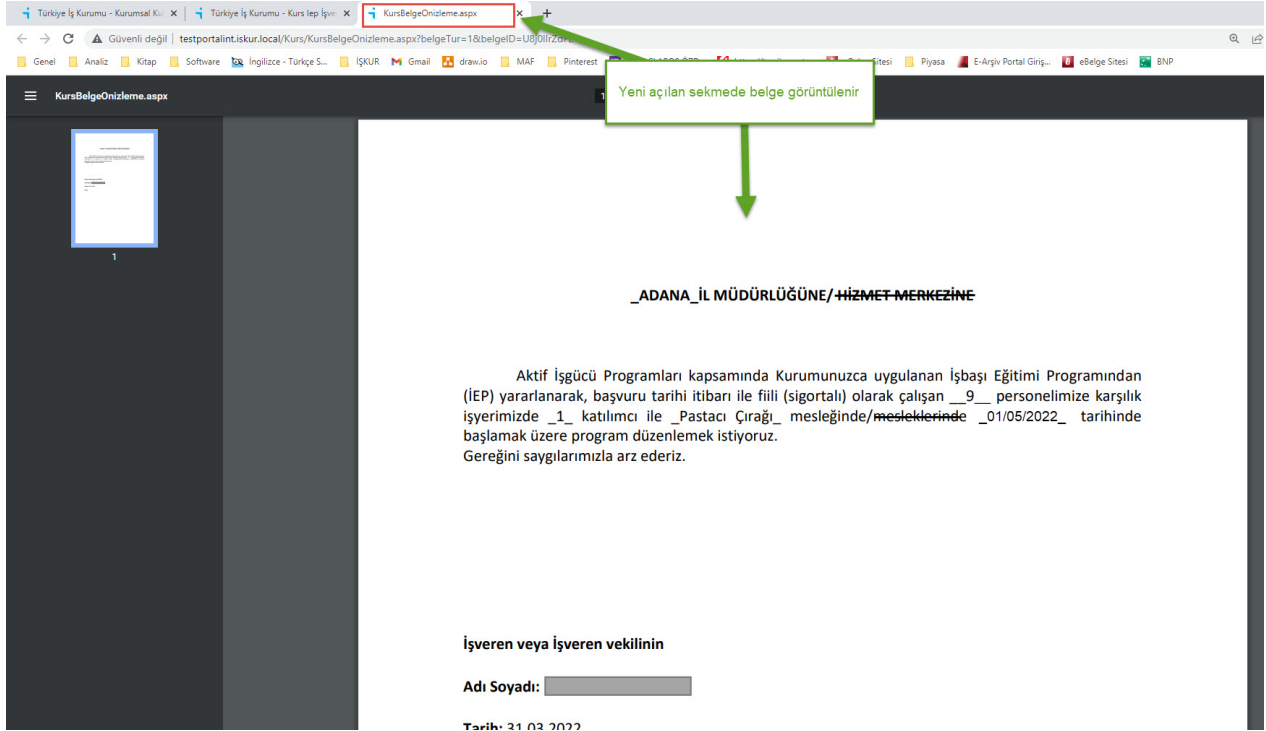 Türkiye İş Kurumu - Kurumsal Ku
Türkiye İş Kurumu - Kurs Iep İşve
KursBelgeOnizleme.aspx
Güvenli değil | testportalint.iskur.local/Kurs/KursBelgeOnizleme.aspx?belgeTur=1&belgeID=
Genel Analiz Kitap Software İngilizce - Türkçe S... İŞKUR Gmail draw.io MAF Pinterest Sitesi Piyasa E-Arşiv Portal Giriş... eBelge Sitesi BNP
KursBelgeOnizleme.aspx
Yeni açılan sekmede belge görüntülenir
1
_ADANA_İL MÜDÜRLÜĞÜNE/ HİZMET MERKEZİNE
Aktif İşgücü Programları kapsamında Kurumunuzca uygulanan İşbaşı Eğitimi Programından
(İEP) yararlanarak, başvuru tarihi itibarı ile fiili (sigortalı) olarak çalışan __9__ personelimize karşılık
işyerimizde _1_ katılımcı ile _Pastacı Çırağı_ mesleğinde/mesleklerinde _01/05/2022_ tarihinde
başlamak üzere program düzenlemek istiyoruz.
Gereğini saygılarımızla arz ederiz.
İşveren veya İşveren vekilinin
Adı Soyadı:
Tarih: 31.03.2022